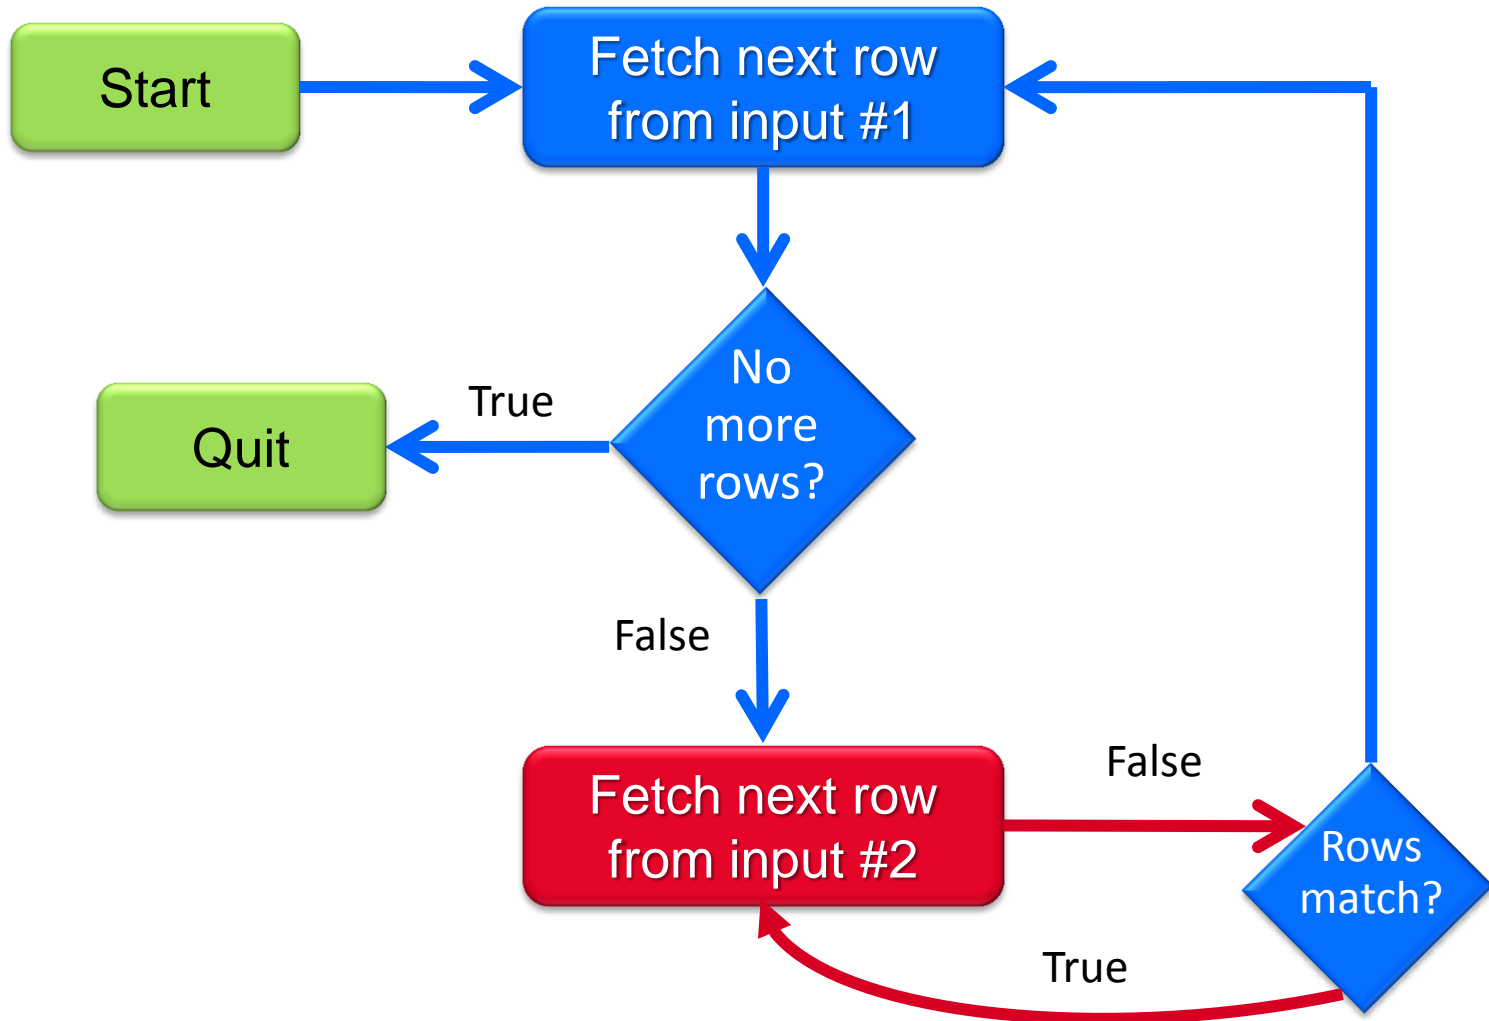 Start
Fetch next row
from input #1
No
more
rows?
True
Quit
False
Fetch next row
from input #2
False
Rows
match?
True